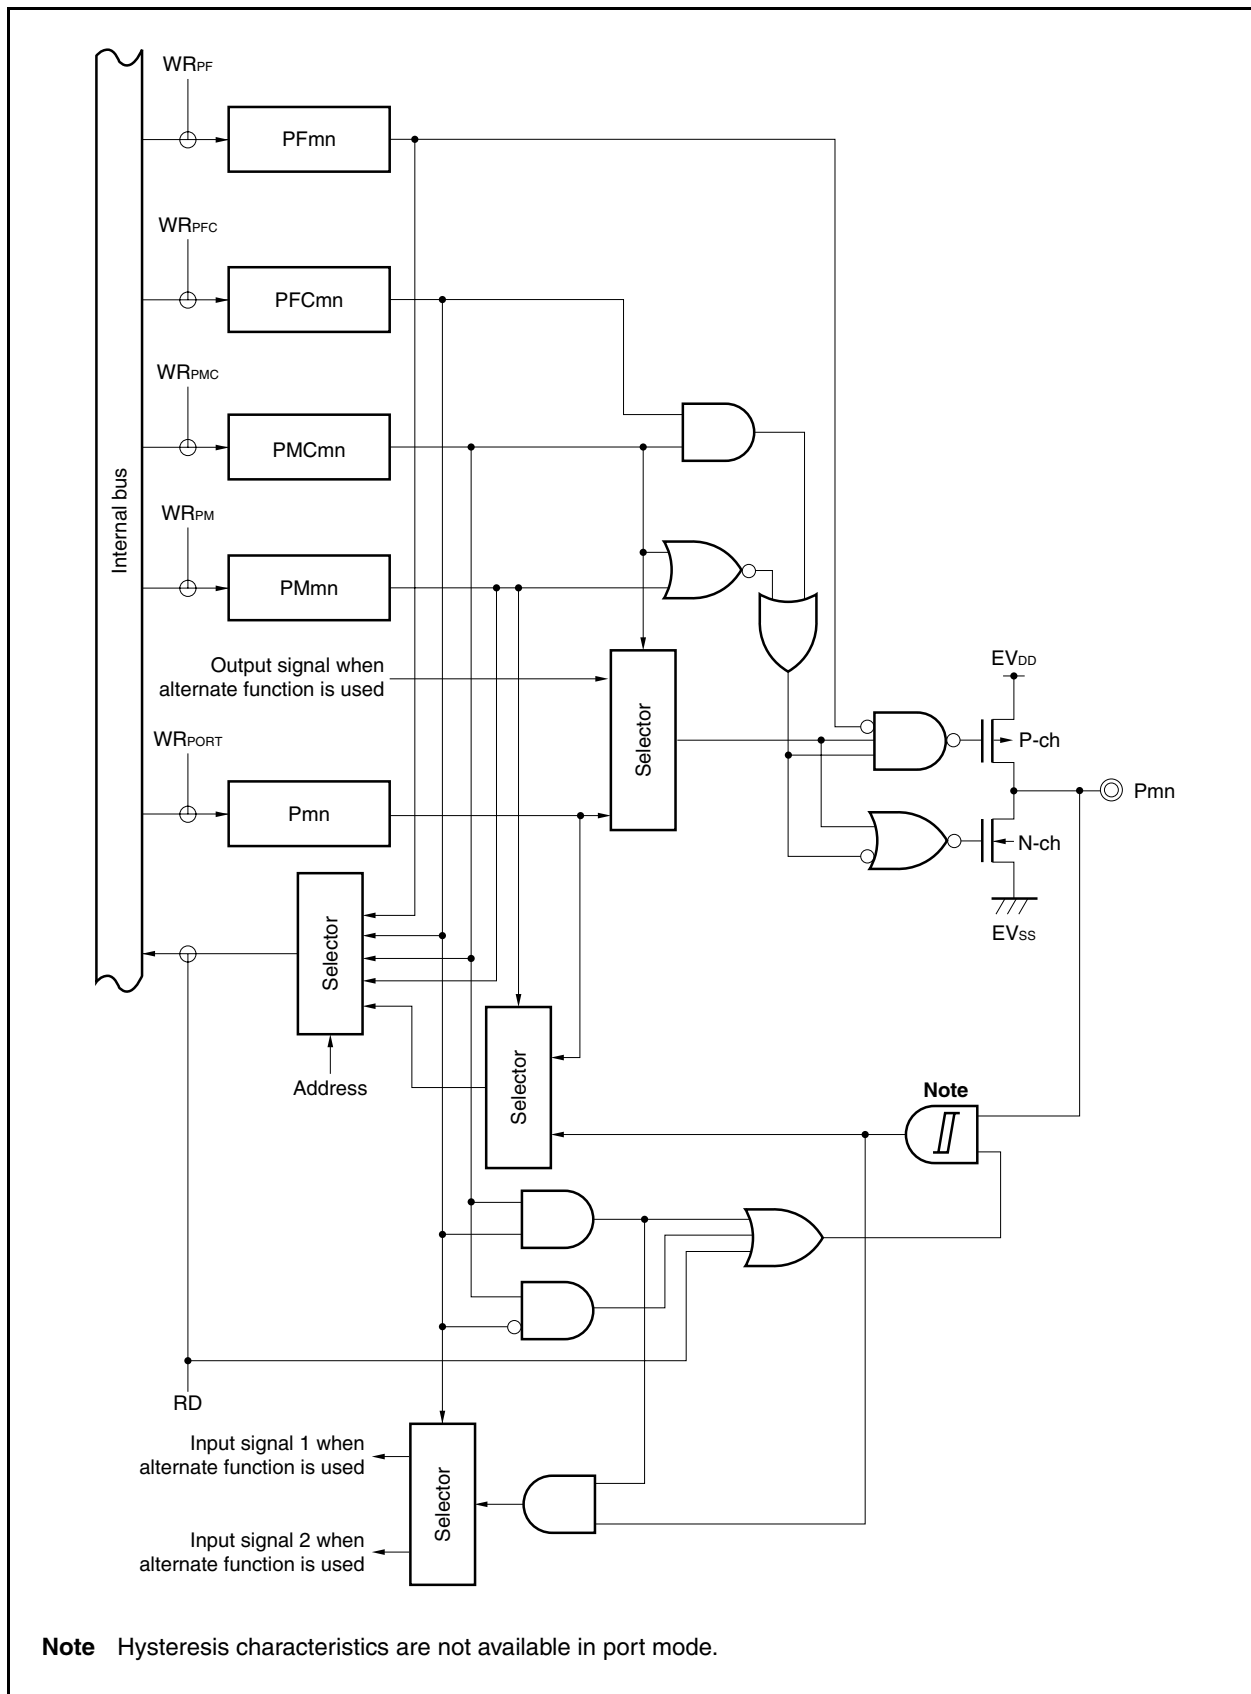 WRPF
PFmn
WRPFC
PFCmn
WRPMC
PMCmn
Internal bus
WRPM
PMmn
Output signal when
alternate function is used
Selector
EVDD
P-ch
WRPORT
Pmn
Pmn
N-ch
EVSS
Selector
Address
Selector
Note
RD
Input signal 1 when
alternate function is used
Selector
Input signal 2 when
alternate function is used
Note Hysteresis characteristics are not available in port mode.